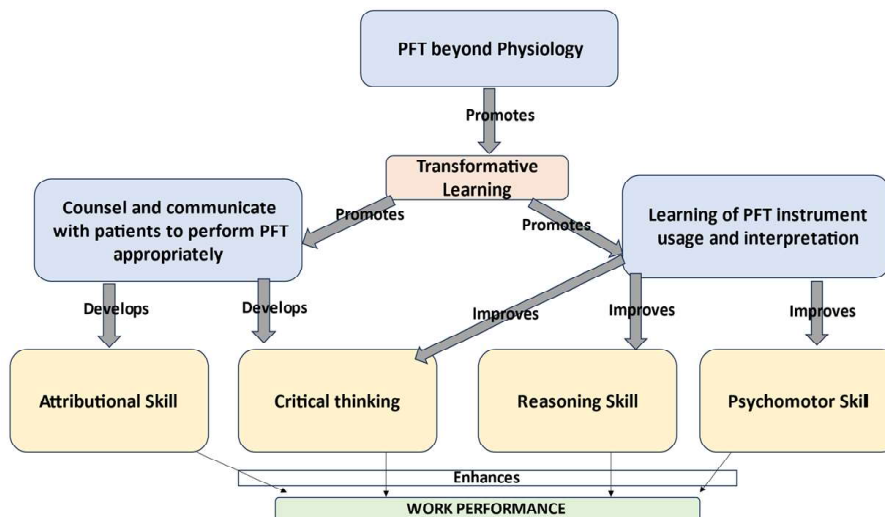 PFT beyond Physiology
Promotes
Transformative
Learning
Promotes
Promotes
Counsel and communicate
with patients to perform PFT
appropriately
Learning of PFT instrument
usage and interpretation
Develops
Develops
Improves
Improves
Improves
Attributional Skill
Critical thinking
Reasoning Skill
Psychomotor Skill
Enhances
WORK PERFORMANCE